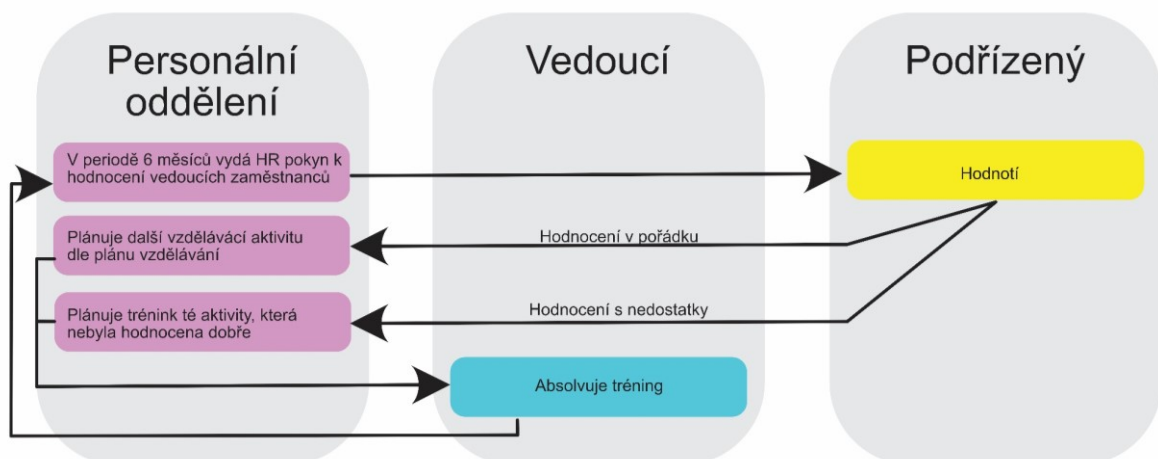 Personální
oddělení
Vedoucí
Podřízený
V periodě 6 měsíců vydá HR pokyn k
hodnocení vedoucích zaměstnanců
Hodnotí
Plánuje další vzdělávácí aktivitu
dle plánu vzdělávání
Hodnocení v pořádku
Plánuje trénink té aktivity, která
nebyla hodnocena dobře
Hodnocení s nedostatky
Absolvuje tréning